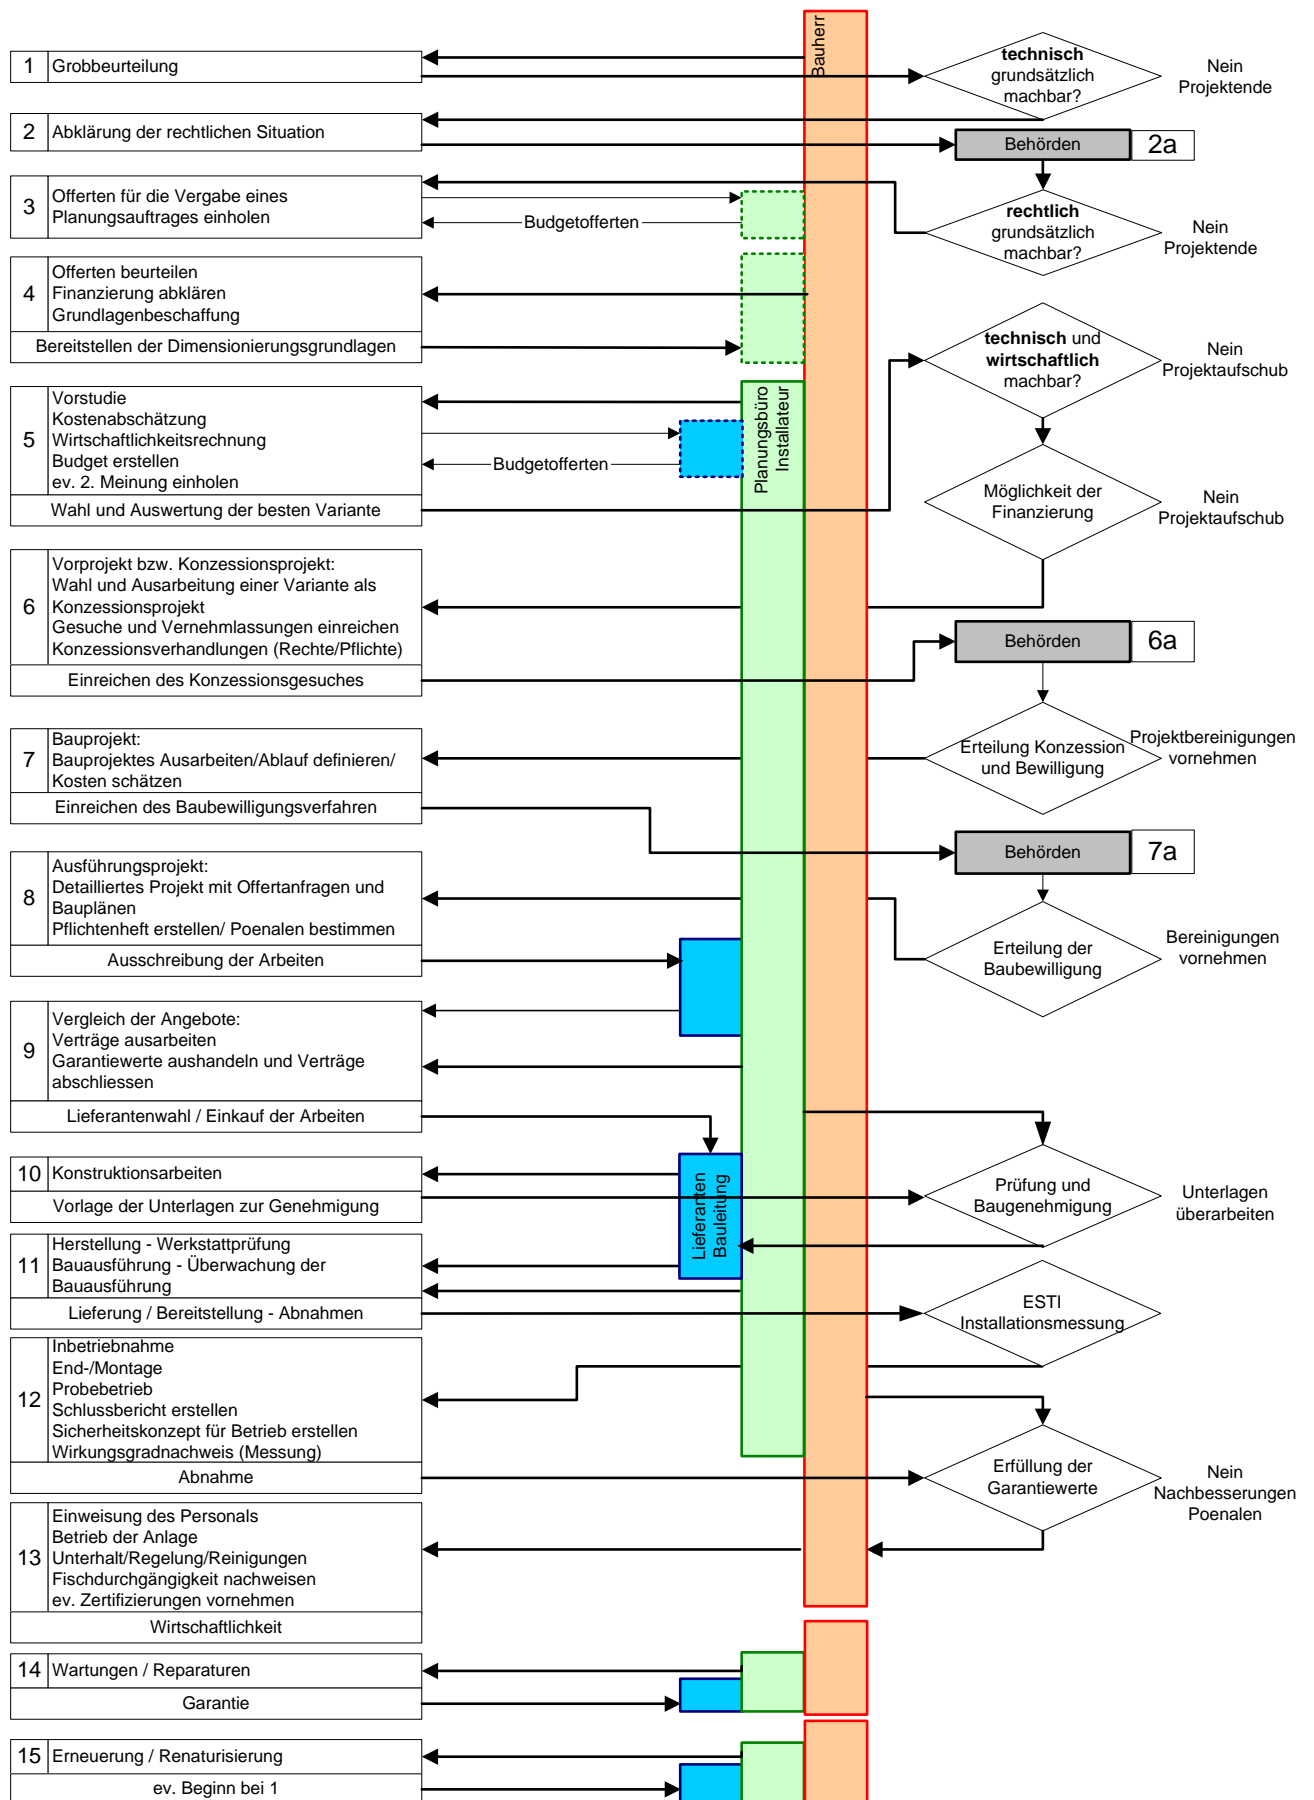 Bauherr
1
Grobbeurteilung
technisch
grundsätzlich
machbar?
Nein
Projektende
2
Abklärung der rechtlichen Situation
Behörden
2a
3
Offerten für die Vergabe eines
Planungsauftrages einholen
Budgetofferten
rechtlich
grundsätzlich
machbar?
Nein
Projektende
4
Offerten beurteilen
Finanzierung abklären
Grundlagenbeschaffung
Bereitstellen der Dimensionierungsgrundlagen
technisch und
wirtschaftlich
machbar?
Nein
Projektaufschub
Planungsbüro
Installateur
5
Vorstudie
Kostenabschätzung
Wirtschaftlichkeitsrechnung
Budget erstellen
ev. 2. Meinung einholen
Budgetofferten
Wahl und Auswertung der besten Variante
Möglichkeit der
Finanzierung
Nein
Projektaufschub
6
Vorprojekt bzw. Konzessionsprojekt:
Wahl und Ausarbeitung einer Variante als
Konzessionsprojekt
Gesuche und Vernehmlassungen einreichen
Konzessionsverhandlungen (Rechte/Pflichte)
Einreichen des Konzessionsgesuches
Behörden
6a
7
Bauprojekt:
Bauprojektes Ausarbeiten/Ablauf definieren/
Kosten schätzen
Einreichen des Baubewilligungsverfahren
Erteilung Konzession
und Bewilligung
Projektbereinigungen
vornehmen
Behörden
7a
8
Ausführungsprojekt:
Detailliertes Projekt mit Offertanfragen und
Bauplänen
Pflichtenheft erstellen/ Poenalen bestimmen
Ausschreibung der Arbeiten
Erteilung der
Baubewilligung
Bereinigungen
vornehmen
9
Vergleich der Angebote:
Verträge ausarbeiten
Garantiewerte aushandeln und Verträge
abschliessen
Lieferantenwahl / Einkauf der Arbeiten
10
Konstruktionsarbeiten
Vorlage der Unterlagen zur Genehmigung
Lieferanten
Bauleitung
Prüfung und
Baugenehmigung
Unterlagen
überarbeiten
11
Herstellung - Werkstattprüfung
Bauausführung - Überwachung der
Bauausführung
Lieferung / Bereitstellung - Abnahmen
ESTI
Installationsmessung
12
Inbetriebnahme
End-/Montage
Probebetrieb
Schlussbericht erstellen
Sicherheitskonzept für Betrieb erstellen
Wirkungsgradnachweis (Messung)
Abnahme
Erfüllung der
Garantiewerte
Nein
Nachbesserungen
Poenalen
13
Einweisung des Personals
Betrieb der Anlage
Unterhalt/Regelung/Reinigungen
Fischdurchgängigkeit nachweisen
ev. Zertifizierungen vornehmen
Wirtschaftlichkeit
14
Wartungen / Reparaturen
Garantie
15
Erneuerung / Renaturisierung
ev. Beginn bei 1